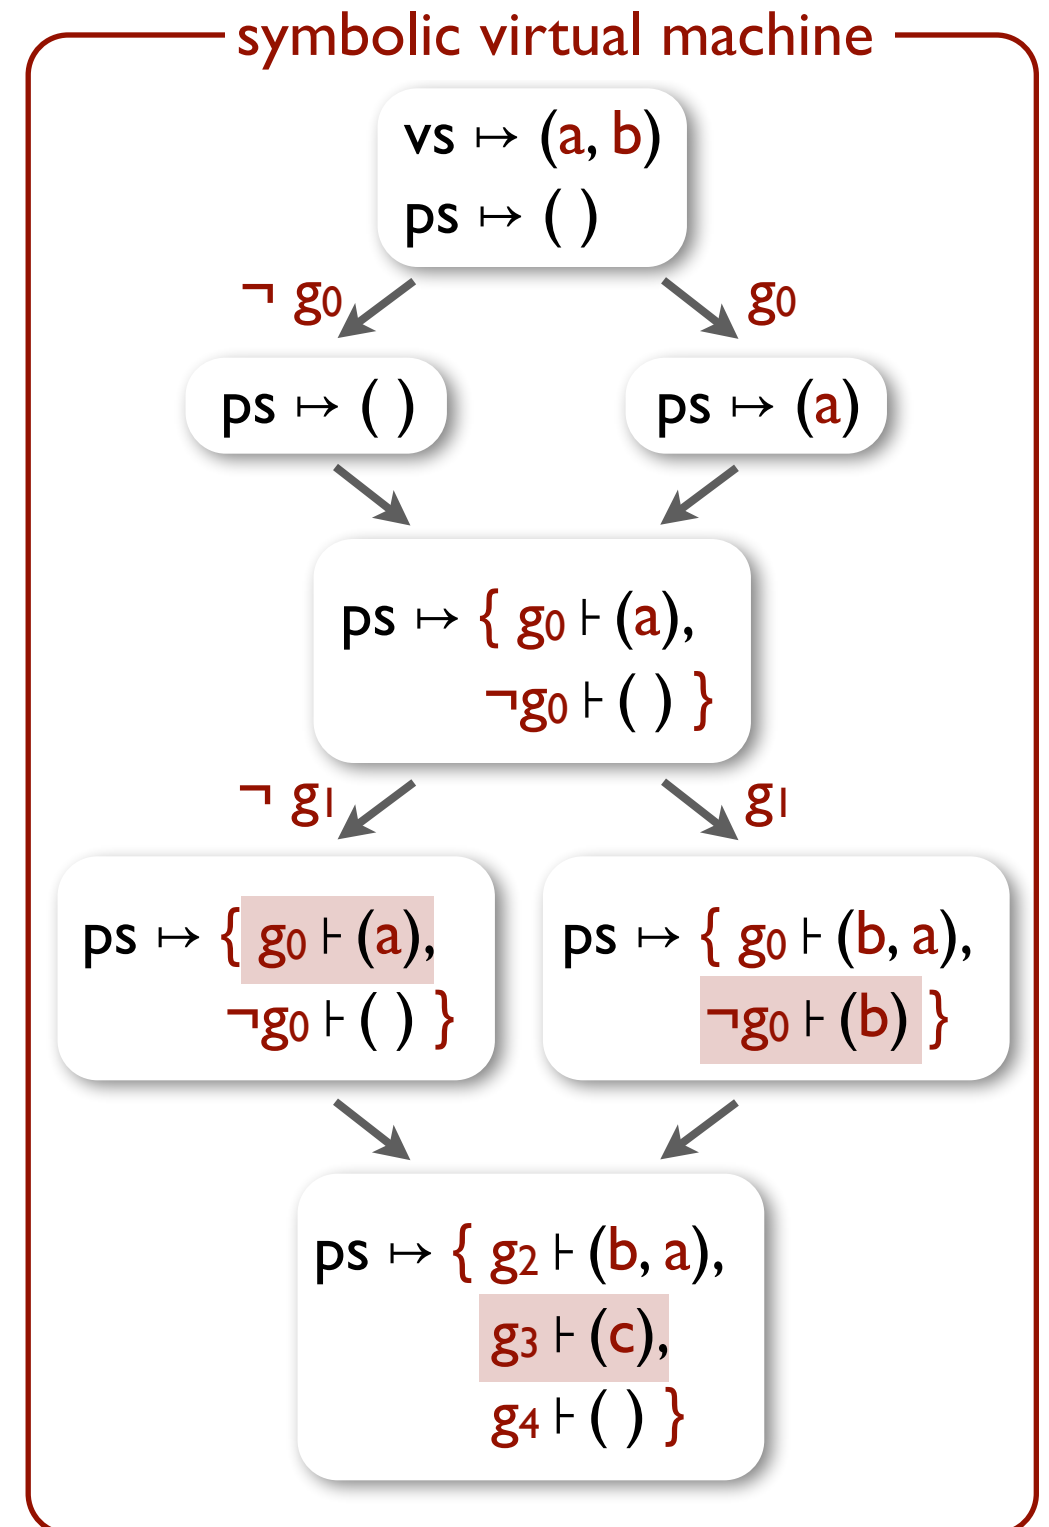 symbolic virtual machine
vs ↦ (a, b)
ps ↦ ( )
¬ g₀
g₀
ps ↦ ( )
ps ↦ (a)
ps ↦ { g₀ ⊦ (a),
¬g₀ ⊦ ( ) }
¬ g₁
g₁
ps ↦ { g₀ ⊦ (a),
¬g₀ ⊦ ( ) }
ps ↦ { g₀ ⊦ (b, a),
¬g₀ ⊦ (b) }
ps ↦ { g₂ ⊦ (b, a),
g₃ ⊦ (c),
g₄ ⊦ ( ) }